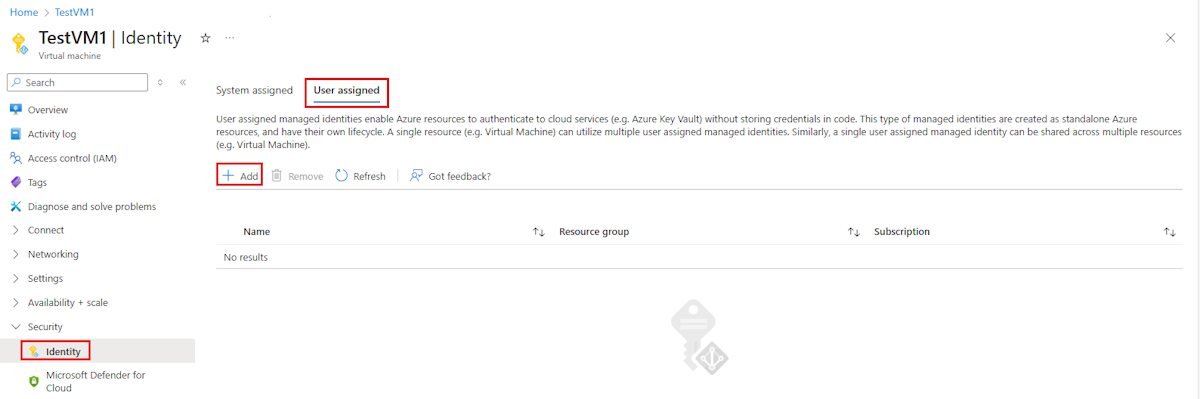 Home > TestVM1
TestVM1 | Identity ☆ ...
Virtual machine
Search
System assigned User assigned
User assigned managed identities enable Azure resources to authenticate to cloud services (e.g. Azure Key Vault) without storing credentials in code. This type of managed identities are created as standalone Azure
resources, and have their own lifecycle. A single resource (e.g. Virtual Machine) can utilize multiple user assigned managed identities. Similarly, a single user assigned managed identity can be shared across multiple resources
(e.g. Virtual Machine).
Add Remove Refresh Got feedback?
Name Resource group Subscription
No results
Overview
Activity log
Access control (IAM)
Tags
Diagnose and solve problems
Connect
Networking
Settings
Availability + scale
Security
Identity
Microsoft Defender for
Cloud